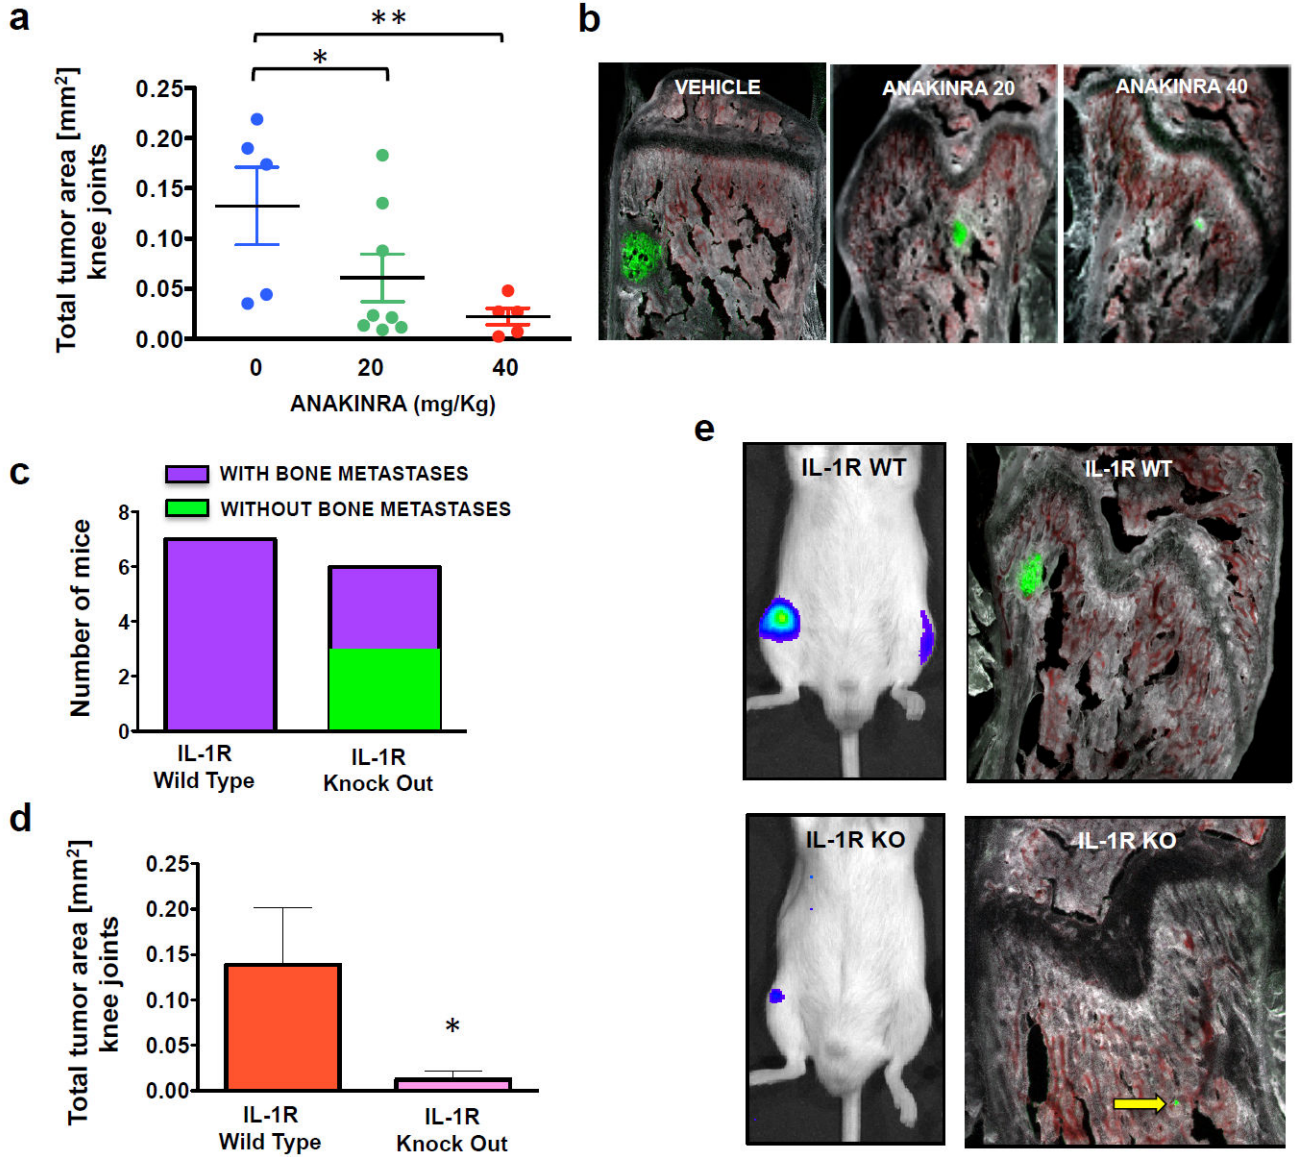 a
**
*
Total tumor area [mm2]
knee joints
0.25
0.20
0.15
0.10
0.05
0.00
0 20 40
ANAKINRA (mg/Kg)
b
VEHICLE
ANAKINRA 20
ANAKINRA 40
c
WITH BONE METASTASES
WITHOUT BONE METASTASES
Number of mice
8
6
4
2
0
IL-1R
Wild Type
IL-1R
Knock Out
d
Total tumor area [mm2]
knee joints
0.25
0.20
0.15
0.10
0.05
0.00
*
IL-1R
Wild Type
IL-1R
Knock Out
e
IL-1R WT
IL-1R WT
IL-1R KO
IL-1R KO